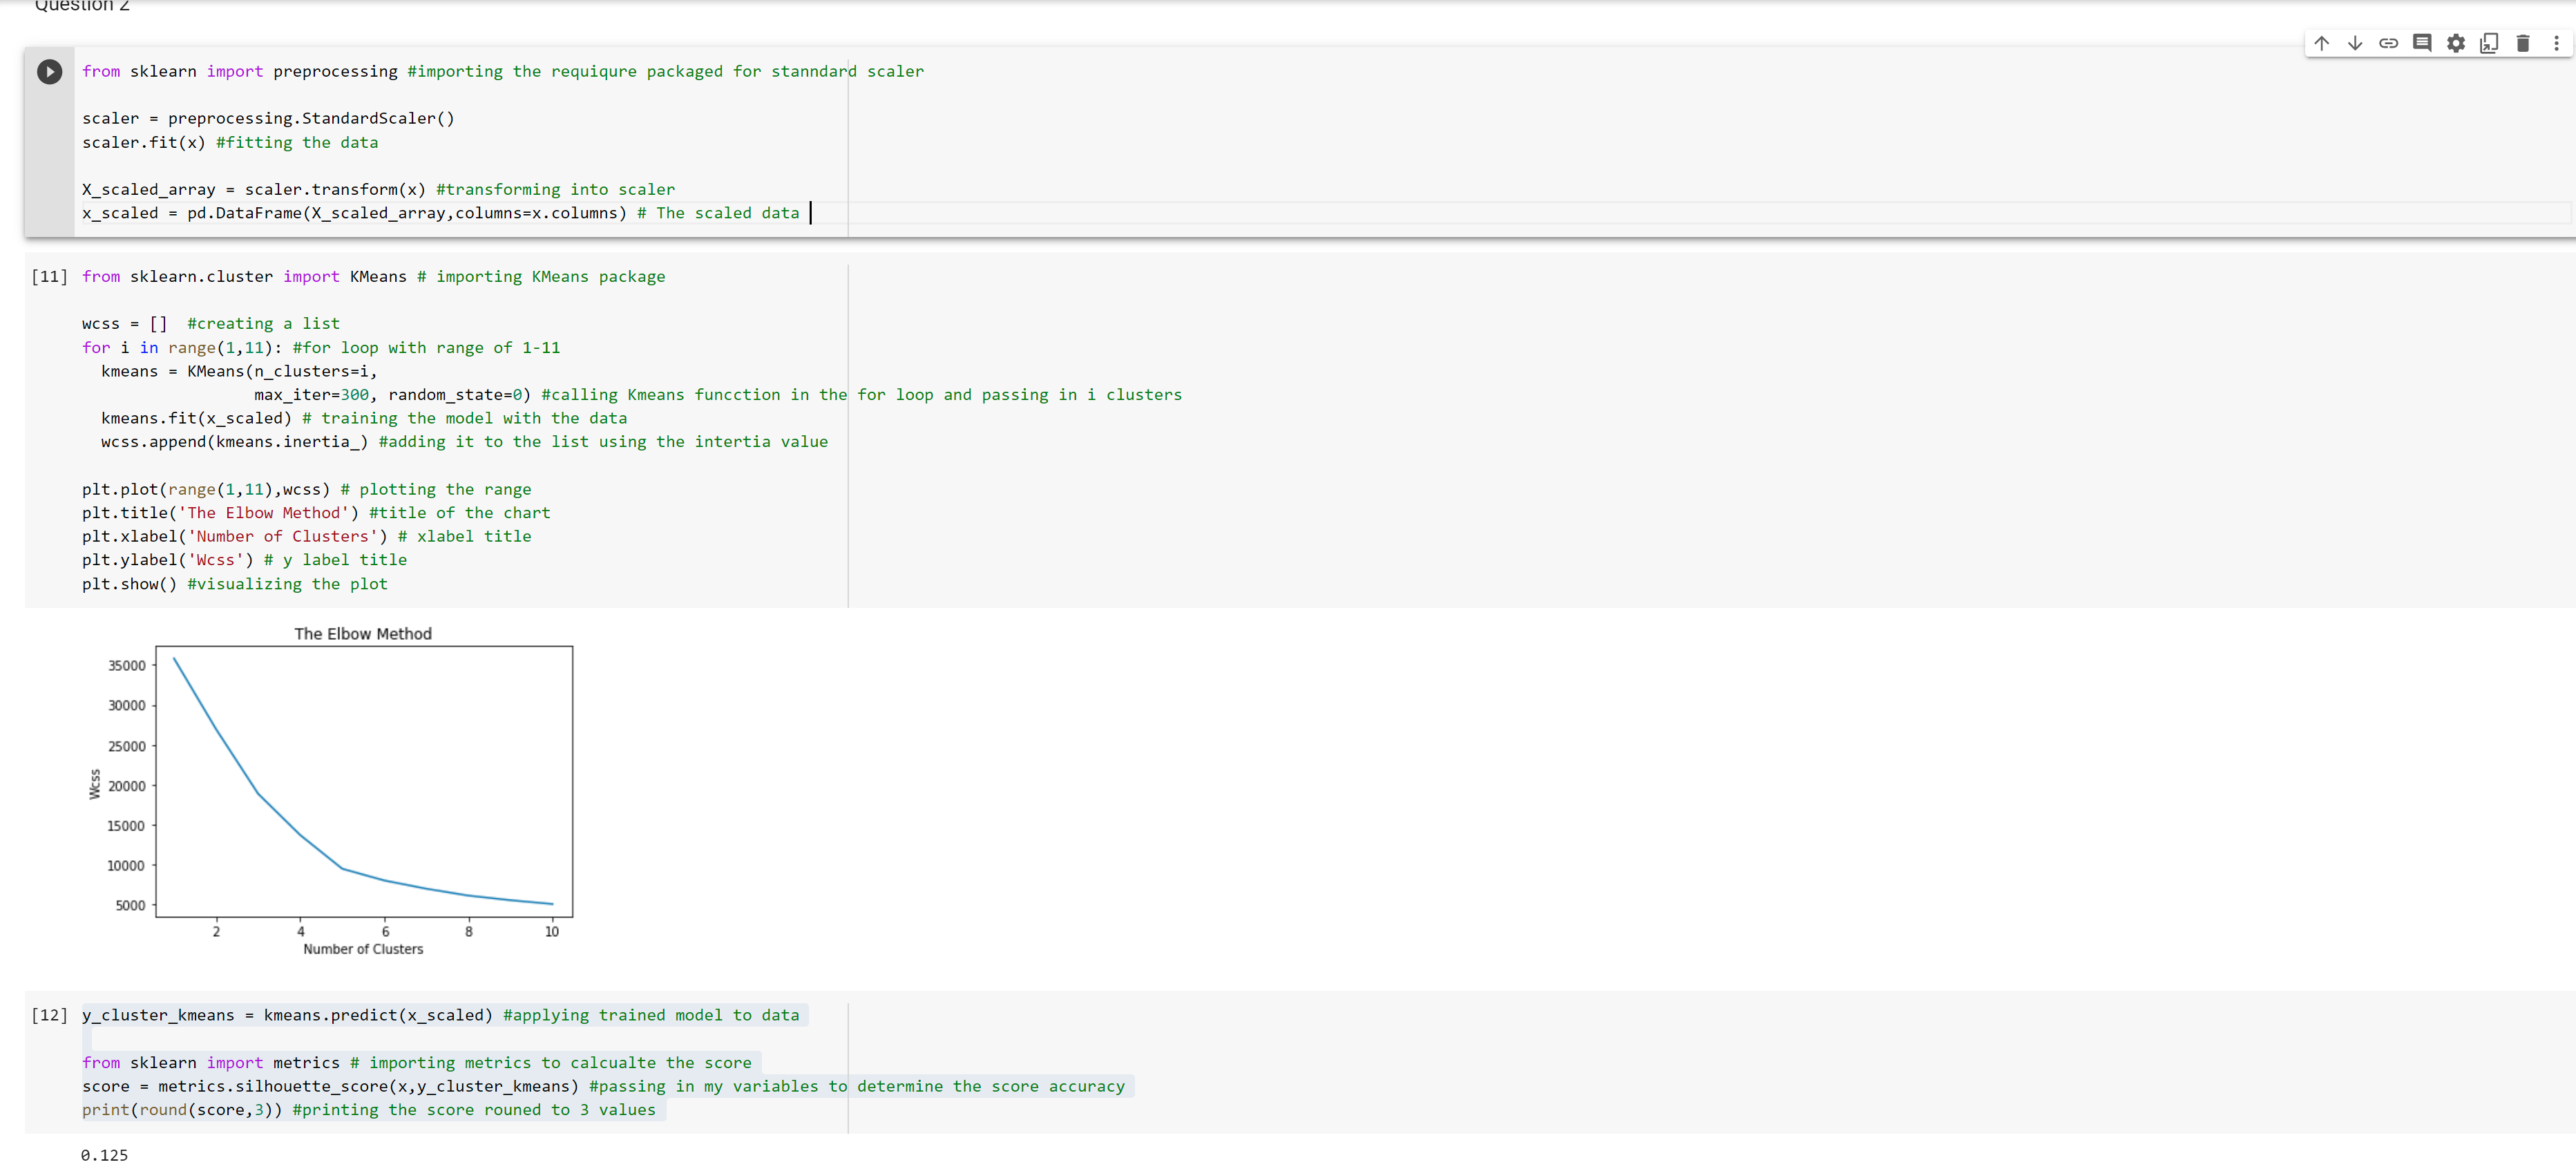 Question 2
from sklearn import preprocessing #importing the requiqure packaged for stanndard scaler
scaler = preprocessing.StandardScaler()
scaler.fit(x) #fitting the data
X_scaled_array = scaler.transform(x) #transforming into scaler
x_scaled = pd.DataFrame(X_scaled_array,columns=x.columns) # The scaled data
[11] from sklearn.cluster import KMeans # importing KMeans package
wcss = []  #creating a list
for i in range(1,11): #for loop with range of 1-11
  kmeans = KMeans(n_clusters=i,
                  max_iter=300, random_state=0) #calling Kmeans funcction in the for loop and passing in i clusters
  kmeans.fit(x_scaled) # training the model with the data
  wcss.append(kmeans.inertia_) #adding it to the list using the intertia value
plt.plot(range(1,11),wcss) # plotting the range
plt.title('The Elbow Method') #title of the chart
plt.xlabel('Number of Clusters') # xlabel title
plt.ylabel('Wcss') # y label title
plt.show() #visualizing the plot
The Elbow Method
35000
30000
25000
20000
15000
10000
5000
Wcss
2 4 6 8 10
Number of Clusters
[12] y_cluster_kmeans = kmeans.predict(x_scaled) #applying trained model to data
from sklearn import metrics # importing metrics to calcualte the score
score = metrics.silhouette_score(x,y_cluster_kmeans) #passing in my variables to determine the score accuracy
print(round(score,3)) #printing the score rouned to 3 values
0.125